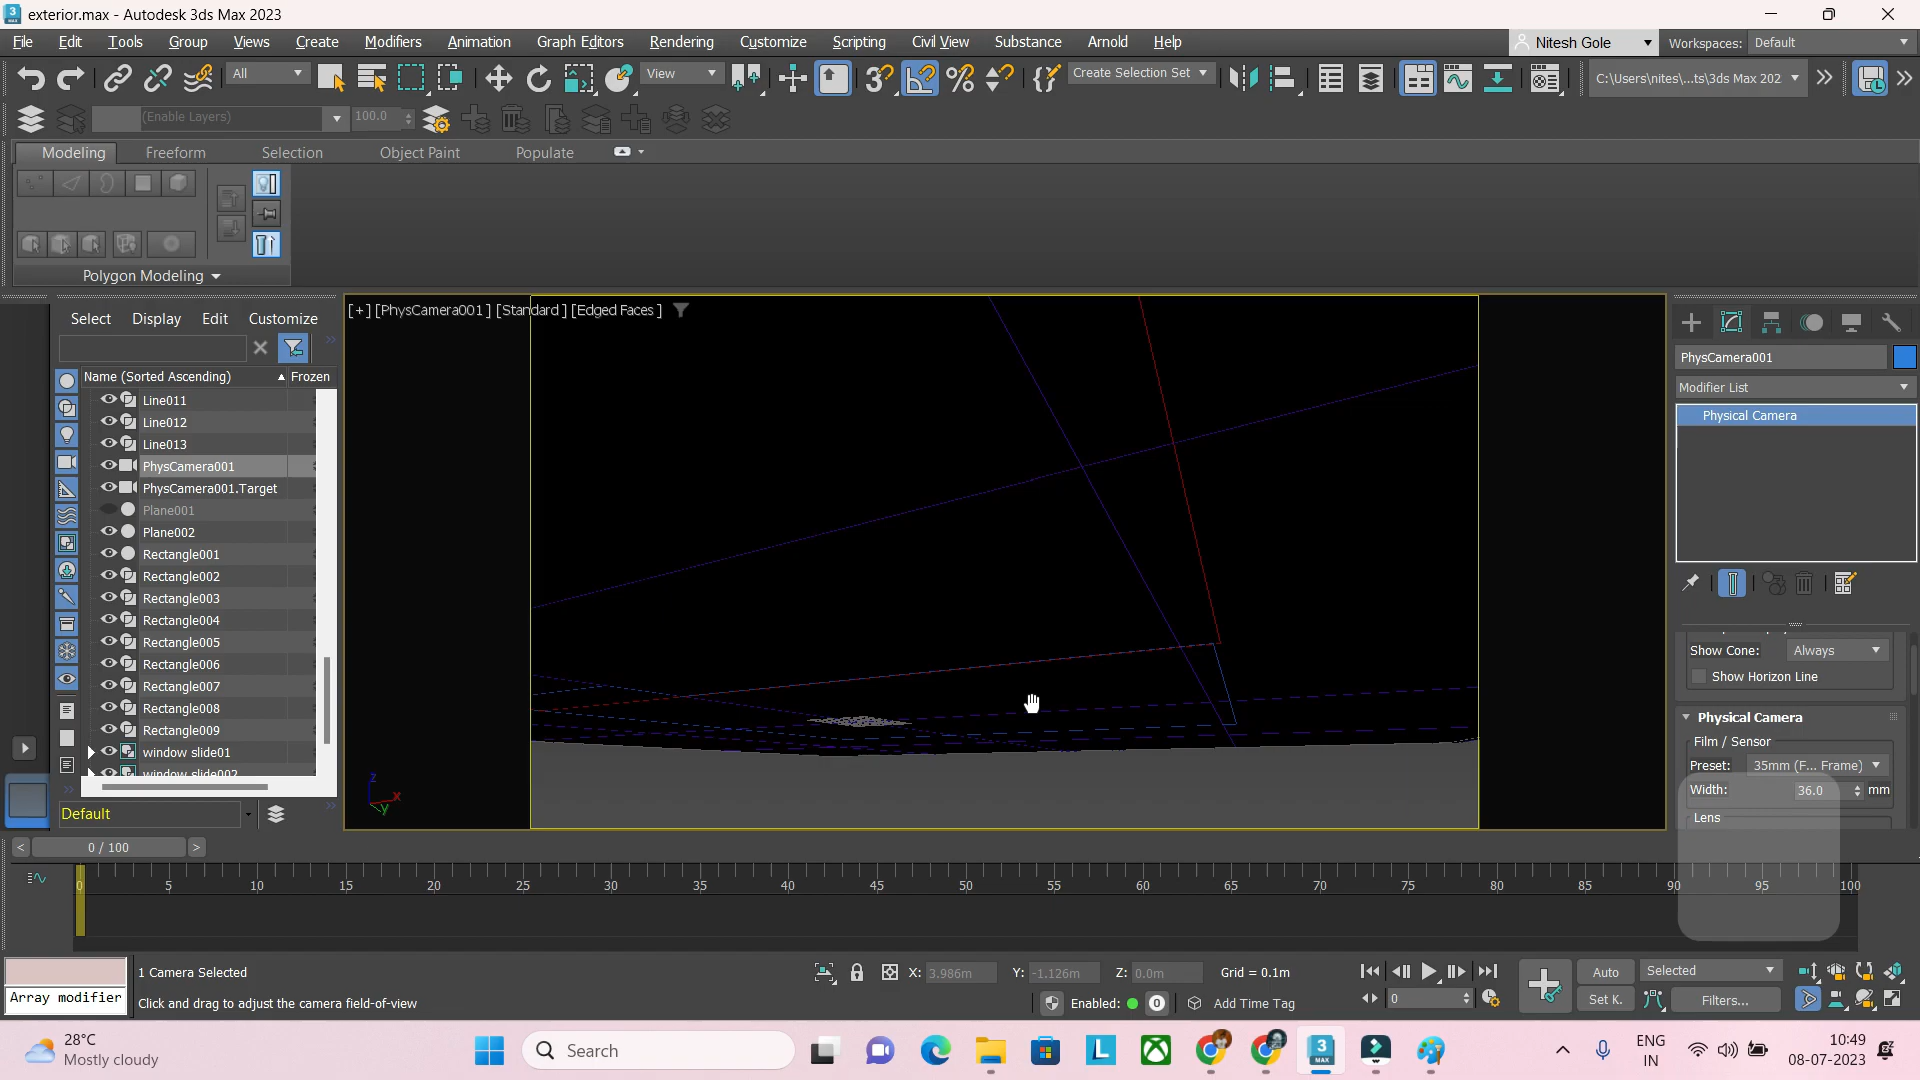 exterior.max - Autodesk 3ds Max 2023
File Edit Tools Group Views Create Modifiers Animation Graph Editors Rendering Customize Scripting Civil View Substance Arnold Help
Nitesh Gole Workspaces: Default
All View Create Selection Set C:\Users\nites\...ts\3ds Max 202
(Enable Layers) 100.0
Modeling Freeform Selection Object Paint Populate
Polygon Modeling
Select Display Edit Customize
Name (Sorted Ascending) Frozen
Line011
Line012
Line013
PhysCamera001
PhysCamera001.Target
Plane001
Plane002
Rectangle001
Rectangle002
Rectangle003
Rectangle004
Rectangle005
Rectangle006
Rectangle007
Rectangle008
Rectangle009
window slide01
window slide002
Default
[+] [PhysCamera001] [Standard] [Edged Faces]
z
x
y
PhysCamera001
Modifier List
Physical Camera
Show Cone: Always
Show Horizon Line
Physical Camera
Film / Sensor
Preset: 35mm (F... Frame)
Width: 36.0 mm
Lens
0 / 100
0 5 10 15 20 25 30 35 40 45 50 55 60 65 70 75 80 85 90 95 100
1 Camera Selected
Array modifier
Click and drag to adjust the camera field-of-view
X: 3.986m Y: -1.126m Z: 0.0m Grid = 0.1m
Enabled: 0 Add Time Tag
0
Auto Selected
Set K. Filters...
28°C
Mostly cloudy
Search
ENG
IN
10:49
08-07-2023